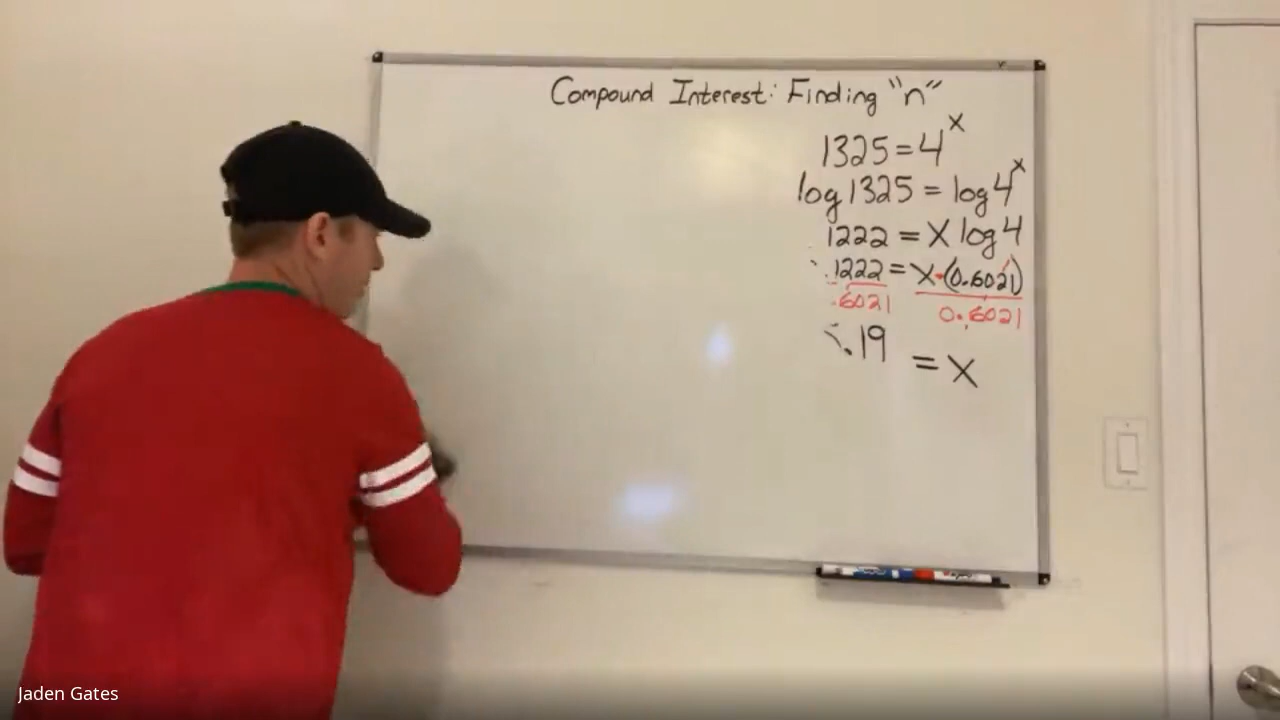 Compound Interest: Finding "n"
1325 = 4^x
log 1325 = log 4^x
1222 = x log 4
.1222 = x • (0.6021)
.6021 0.6021
.19 = x
Jaden Gates